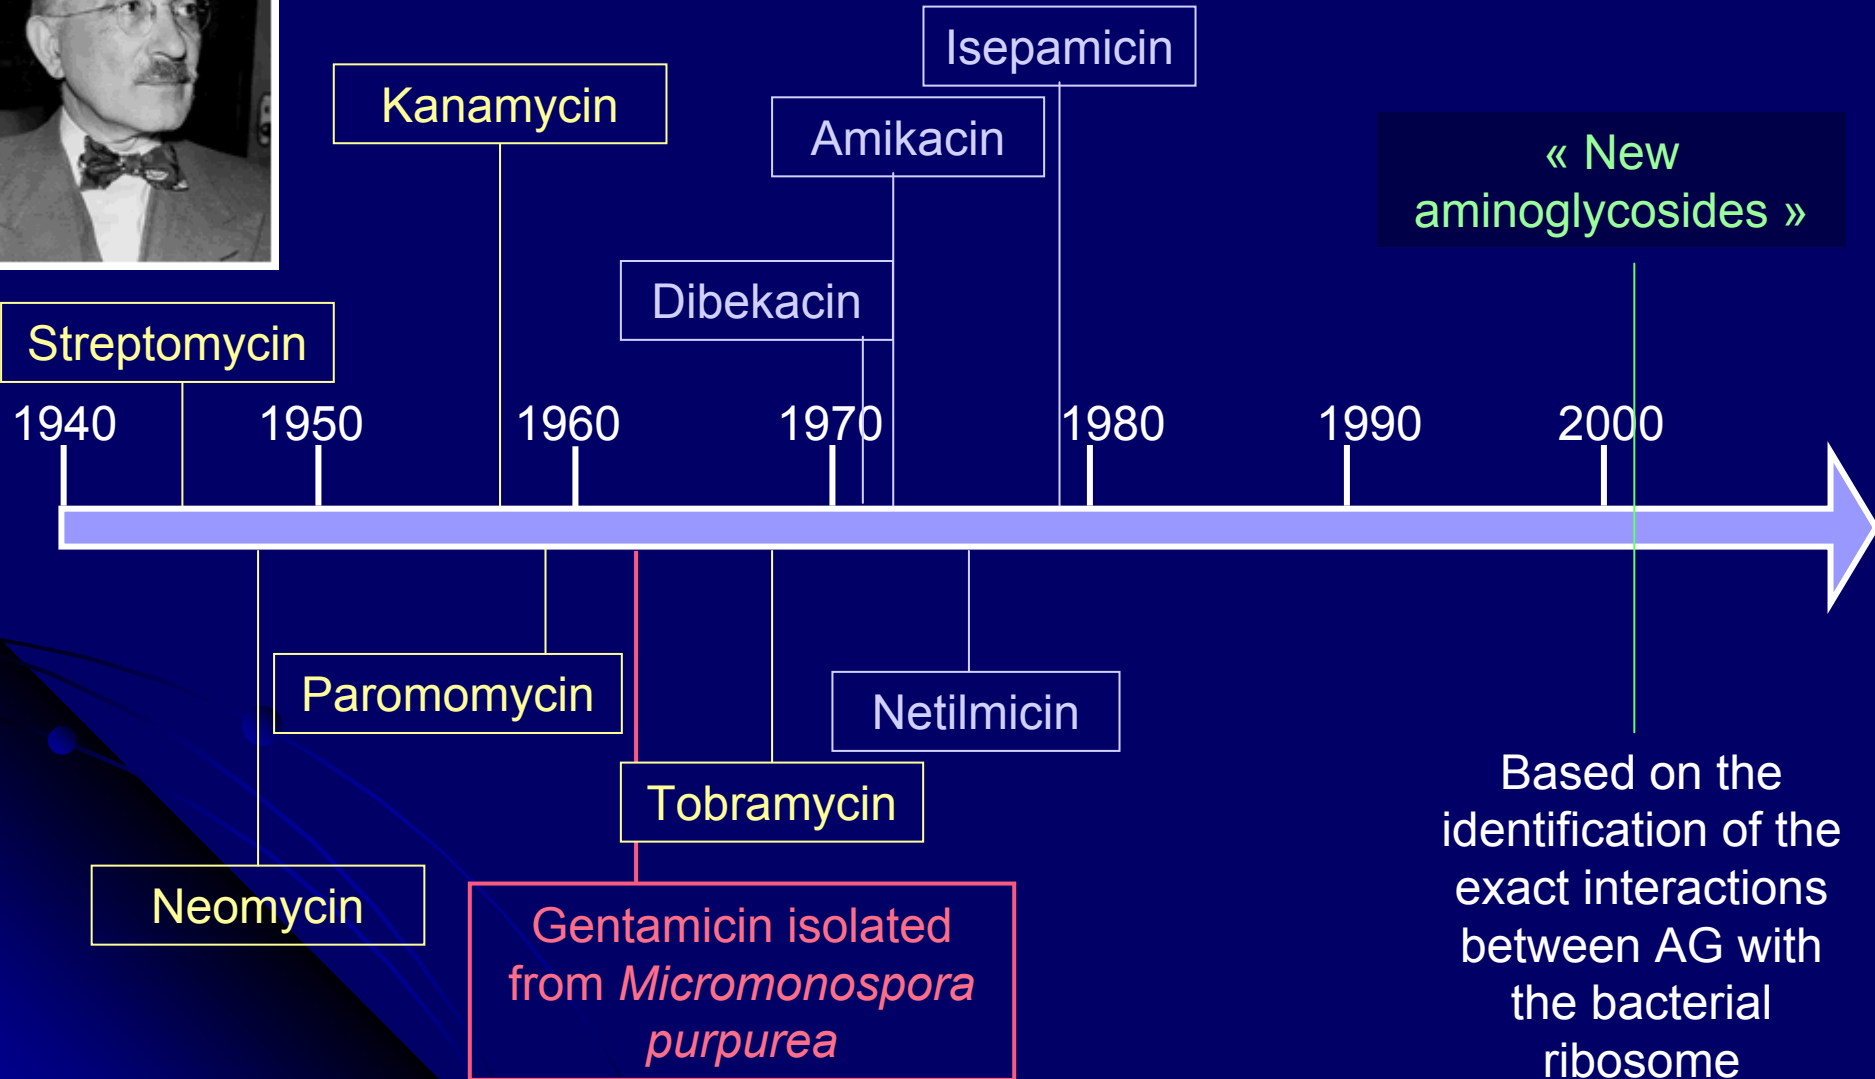 Isepamicin
Kanamycin
Amikacin
« New
aminoglycosides »
Dibekacin
Streptomycin
1940 1950 1960 1970 1980 1990 2000
Paromomycin
Netilmicin
Tobramycin
Neomycin
Gentamicin isolated
from Micromonospora
purpurea
Based on the
identification of the
exact interactions
between AG with
the bacterial
ribosome